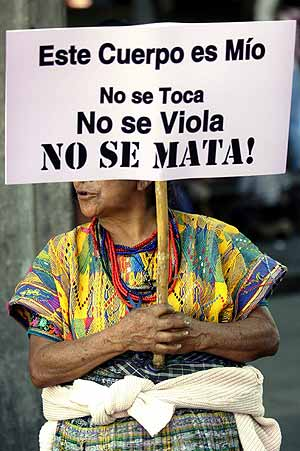 Este Cuerpo es Mío
No se Toca
No se Viola
NO SE MATA!